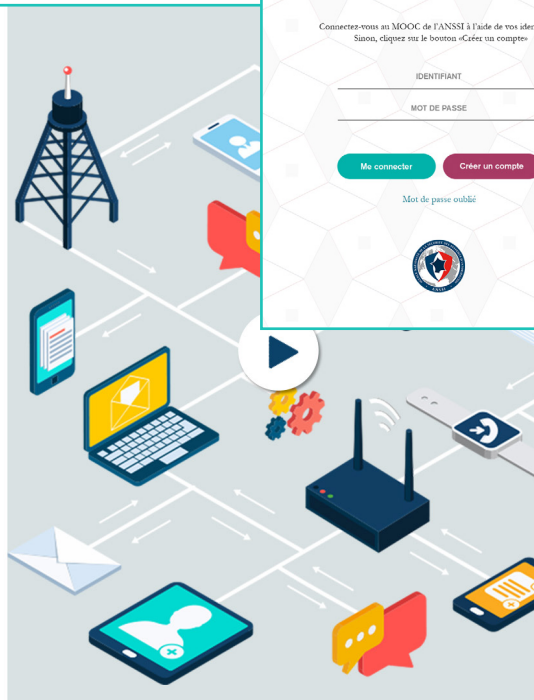 Connectez-vous au MOOC de l'ANSSI à l'aide de vos
Sinon, cliquez sur le bouton «Créer un compte»
IDENTIFIANT
MOT DE PASSE
Me connecter
Créer un compte
Mot de passe oublié
ANSSI